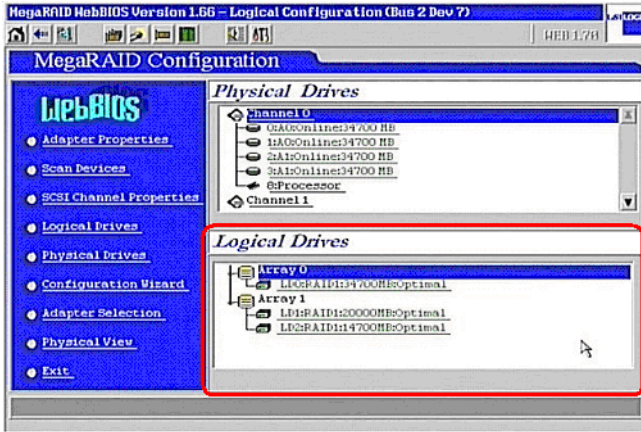 MegaRAID WebBIOS Version 1.66 - Logical Configuration (Bus 2 Dev 7)
WEB 1.70
MegaRAID Configuration
WebBIOS
Adapter Properties
Scan Devices
SCSI Channel Properties
Logical Drives
Physical Drives
Configuration Wizard
Adapter Selection
Physical View
Exit
Physical Drives
Channel 0
0:A0:Online:34700 MB
1:A0:Online:34700 MB
2:A1:Online:34700 MB
3:A1:Online:34700 MB
8:Processor
Channel 1
Logical Drives
Array 0
LD0:RAID1:34700MB:Optimal
Array 1
LD1:RAID1:20000MB:Optimal
LD2:RAID1:14700MB:Optimal